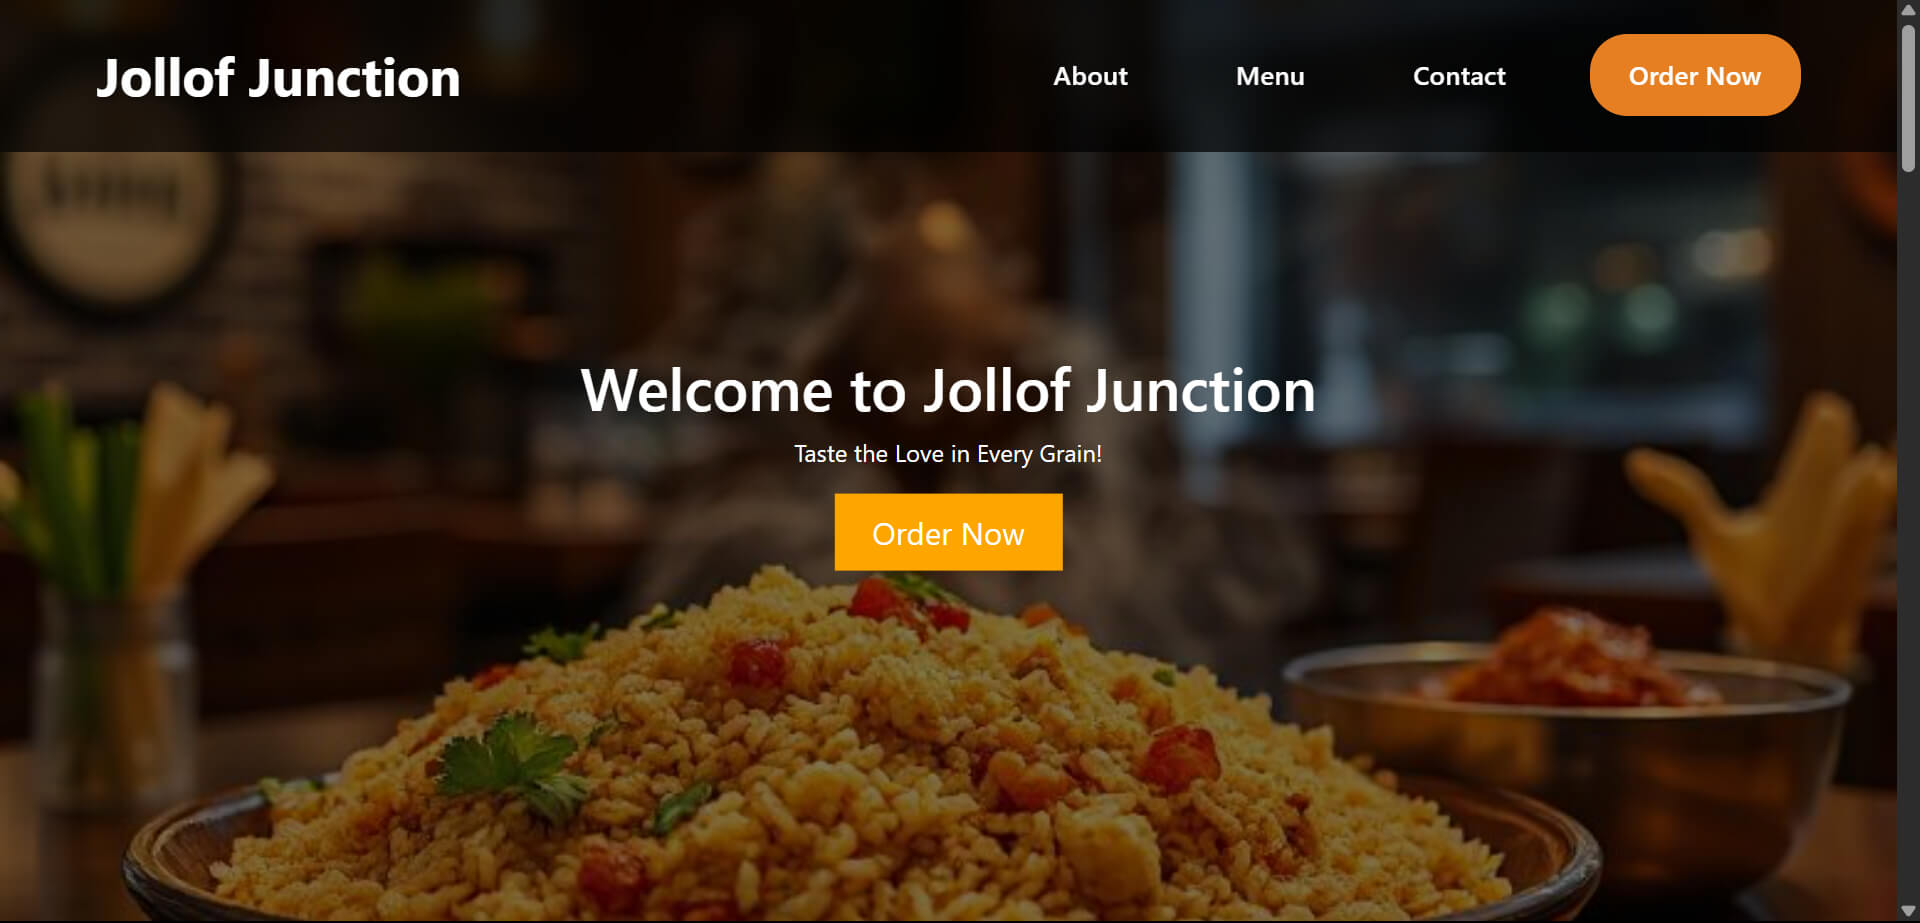 Jollof Junction
About
Menu
Contact
Order Now
Welcome to Jollof Junction
Taste the Love in Every Grain!
Order Now